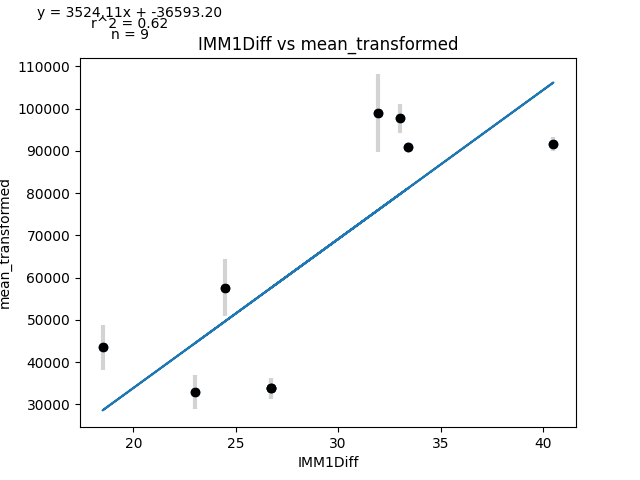 y = 3524.11x + -36593.20
r^2 = 0.62
n = 9
IMM1Diff vs mean_transformed
110000
100000
90000
80000
70000
60000
50000
40000
30000
mean_transformed
20
25
30
35
40
IMM1Diff